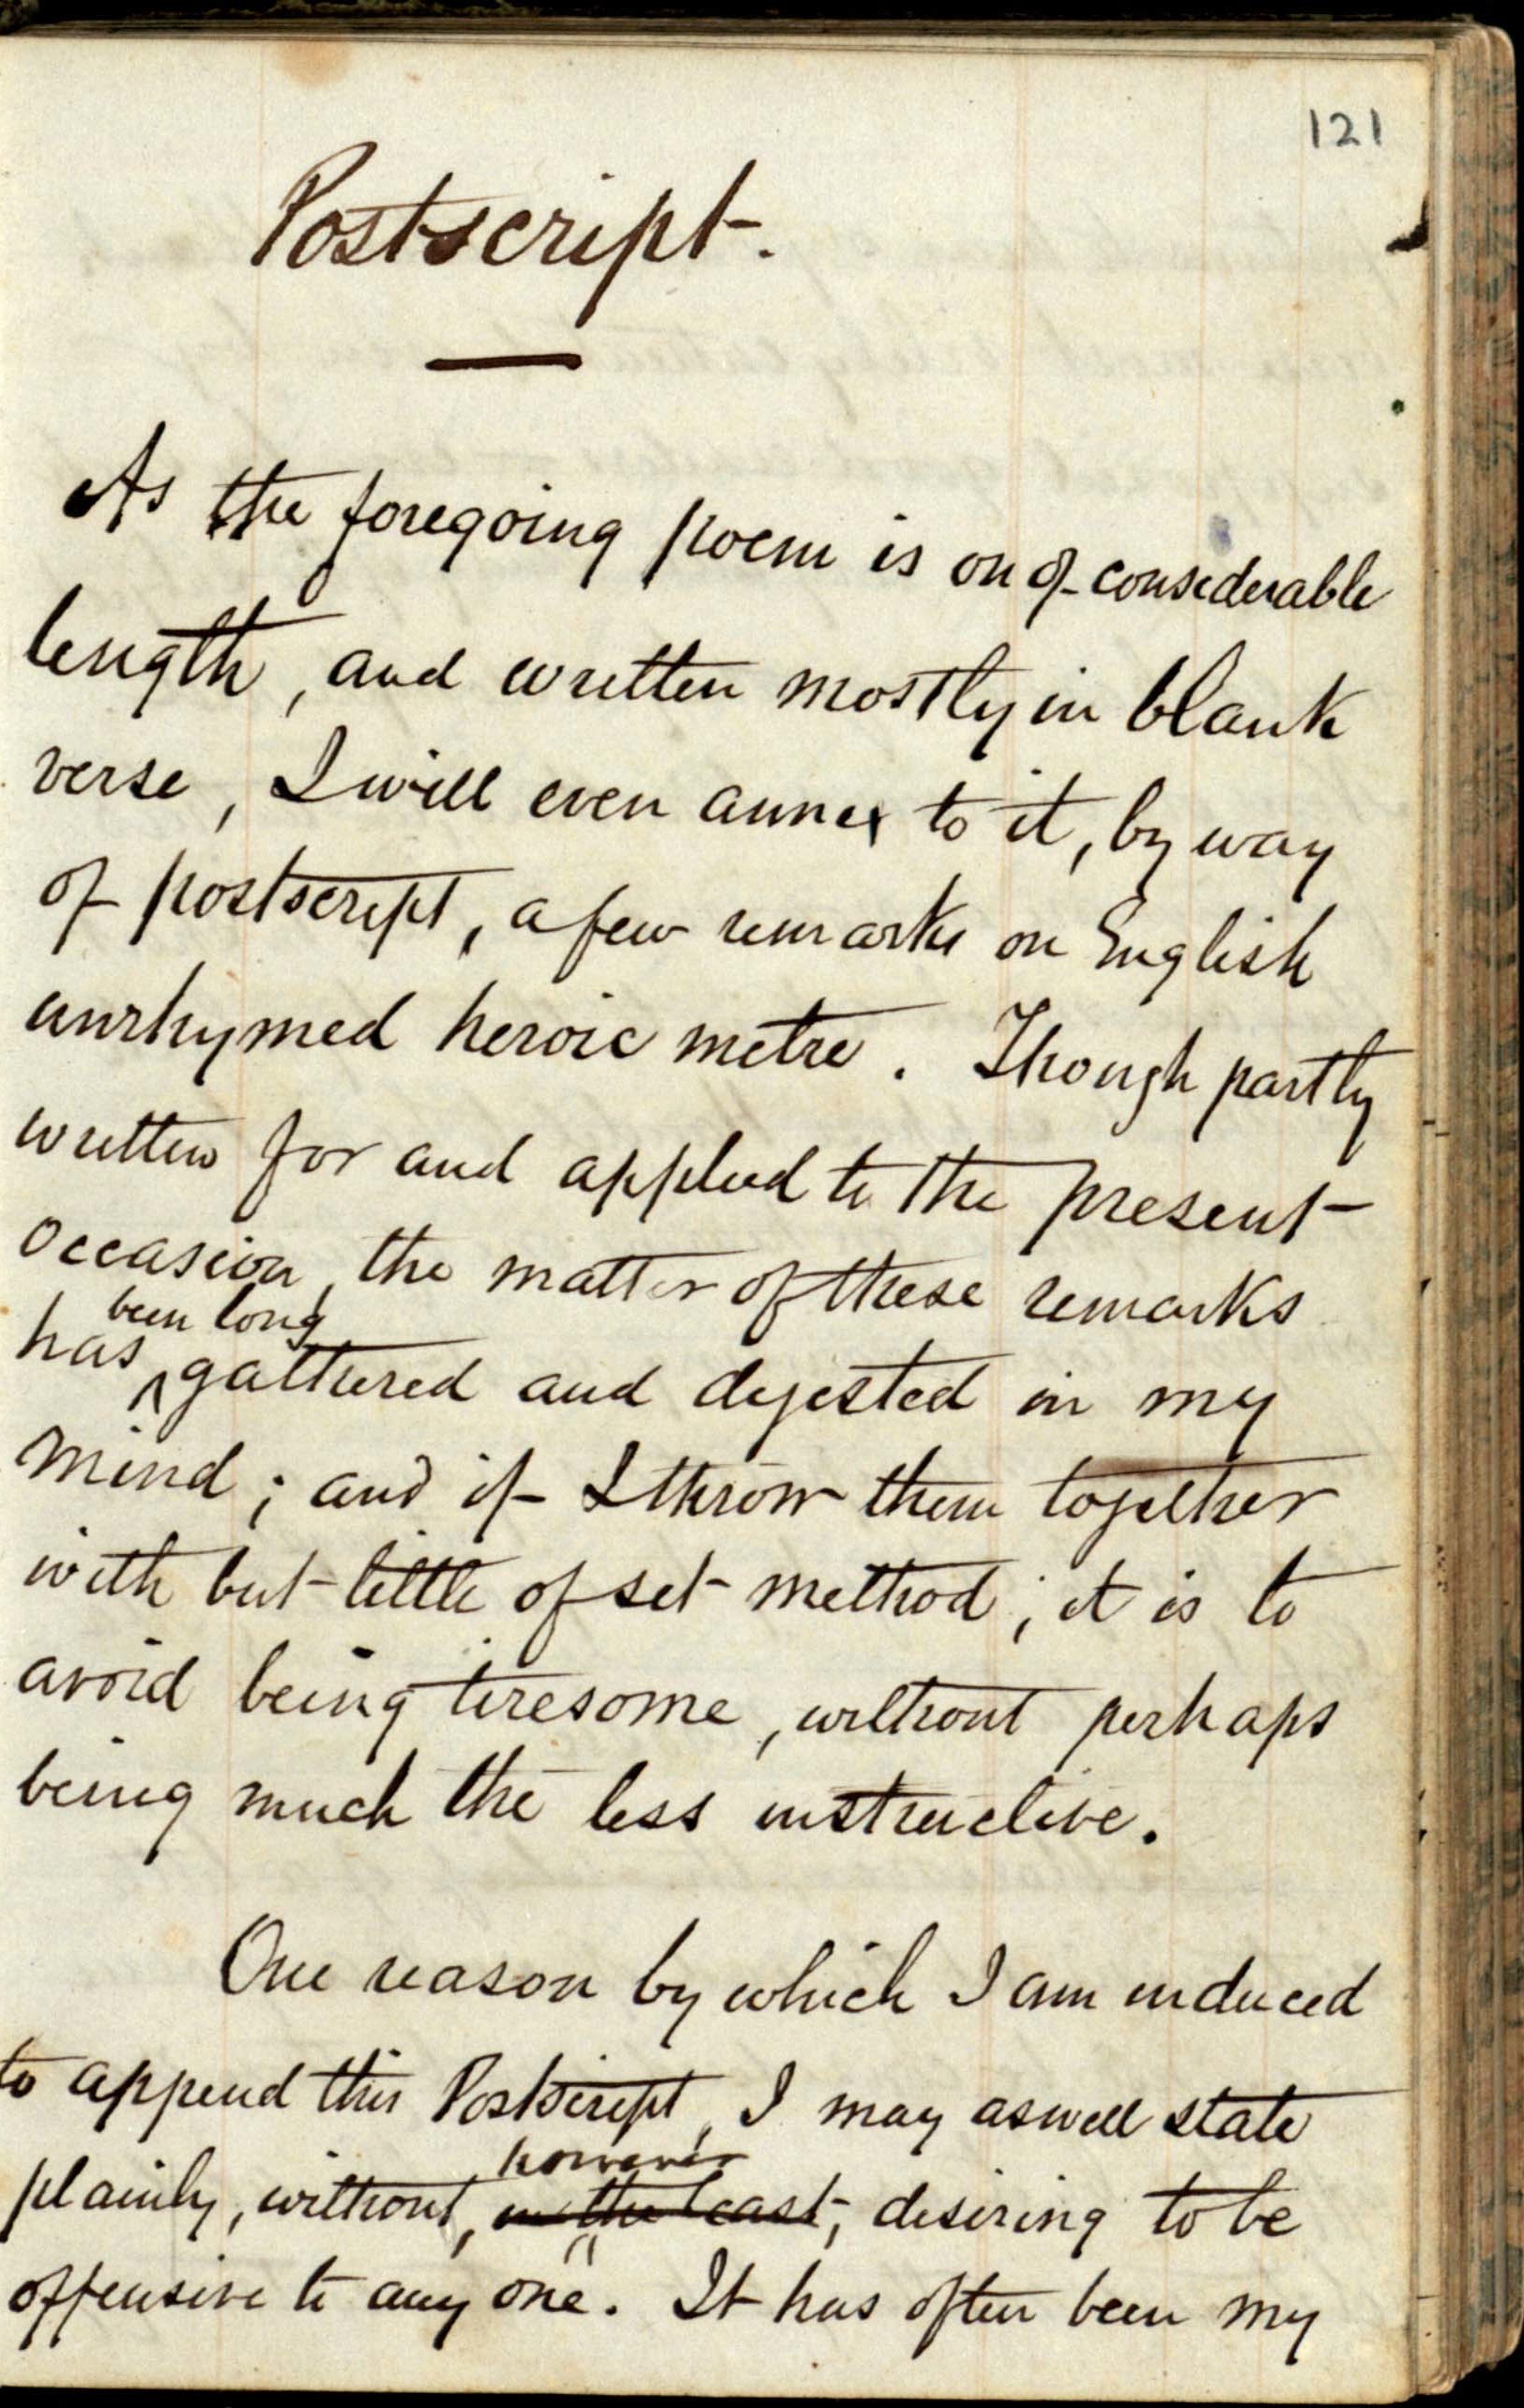 121
Postscript.
As the foregoing poem is on of considerable
length, and written mostly in blank
verse, I will even annex to it, by way
of postscript, a few remarks on English
unrhymed heroic metre. Though partly
written for and applied to the present
occasion, the matter of these remarks
been long
has gathered and digested in my
mind; and if I throw them together
with but little of set method; it is to
avoid being tiresome, without perhaps
being much the less instructive.
One reason by which I am induced
to append this Postscript, I may as well state
however
plainly, without, in the least, desiring to be
offensive to any one. It has often been my